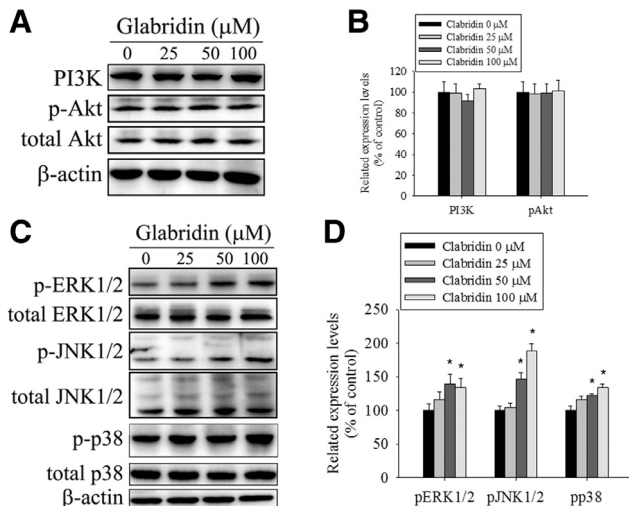 A
Glabridin (μM)
0 25 50 100
PI3K
p-Akt
total Akt
β-actin
B
Clabridin 0 μM
Clabridin 25 μM
Clabridin 50 μM
Clabridin 100 μM
Related expression levels
(% of control)
120
100
80
60
40
20
0
PI3K pAkt
C
Glabridin (μM)
0 25 50 100
p-ERK1/2
total ERK1/2
p-JNK1/2
total JNK1/2
p-p38
total p38
β-actin
D
Clabridin 0 μM
Clabridin 25 μM
Clabridin 50 μM
Clabridin 100 μM
Related expression levels
(% of control)
250
200
150
100
50
0
* * * * * *
pERK1/2 pJNK1/2 pp38